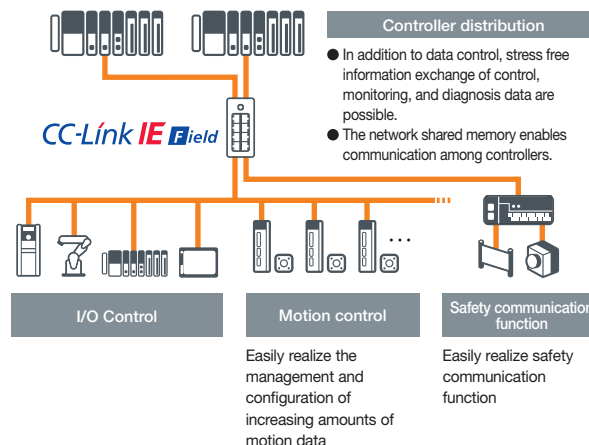 Controller distribution
● In addition to data control, stress free
information exchange of control,
monitoring, and diagnosis data are
possible.
● The network shared memory enables
communication among controllers.
CC-Link IE Field
I/O Control
Motion control
Easily realize the
management and
configuration of
increasing amounts of
motion data
Safety communication
function
Easily realize safety
communication
function